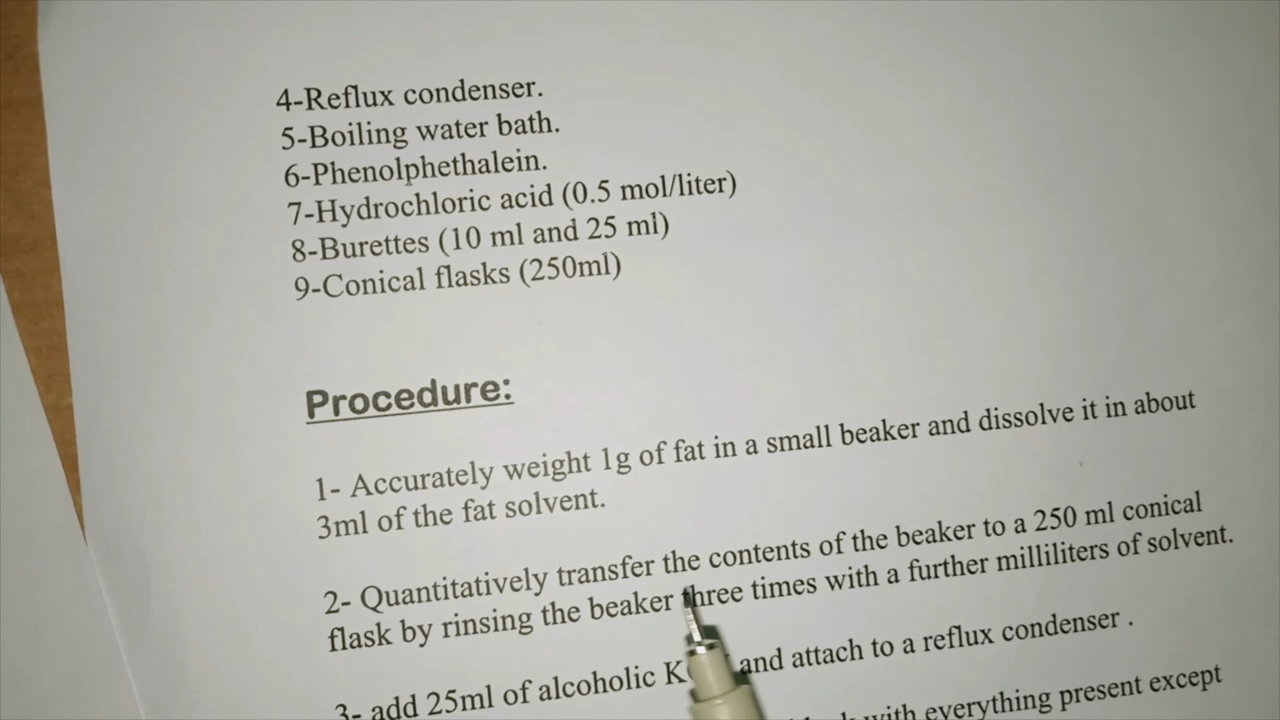 4-Reflux condenser.
5-Boiling water bath.
6-Phenolphethalein.
7-Hydrochloric acid (0.5 mol/liter)
8-Burettes (10 ml and 25 ml)
9-Conical flasks (250ml)
Procedure:
1- Accurately weight 1g of fat in a small beaker and dissolve it in about
3ml of the fat solvent.
2- Quantitatively transfer the contents of the beaker to a 250 ml conical
flask by rinsing the beaker three times with a further milliliters of solvent.
3- add 25ml of alcoholic and attach to a reflux condenser .
with everything present except